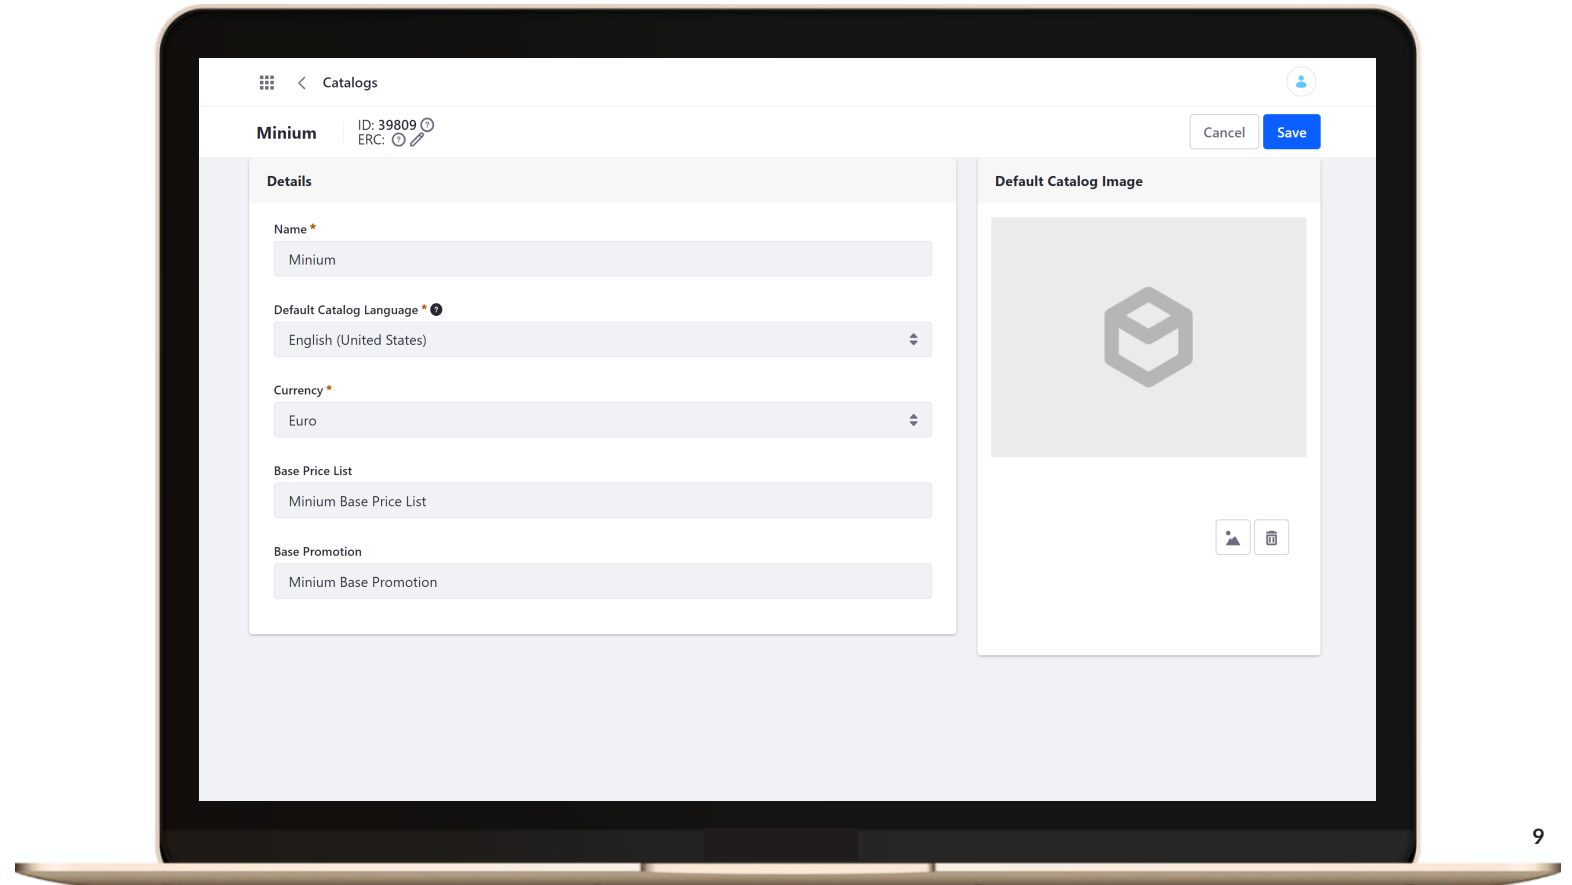 Catalogs
Minium
ID: 39809
ERC:
Cancel
Save
Details
Name *
Minium
Default Catalog Language *
English (United States)
Currency *
Euro
Base Price List
Minium Base Price List
Base Promotion
Minium Base Promotion
Default Catalog Image
9